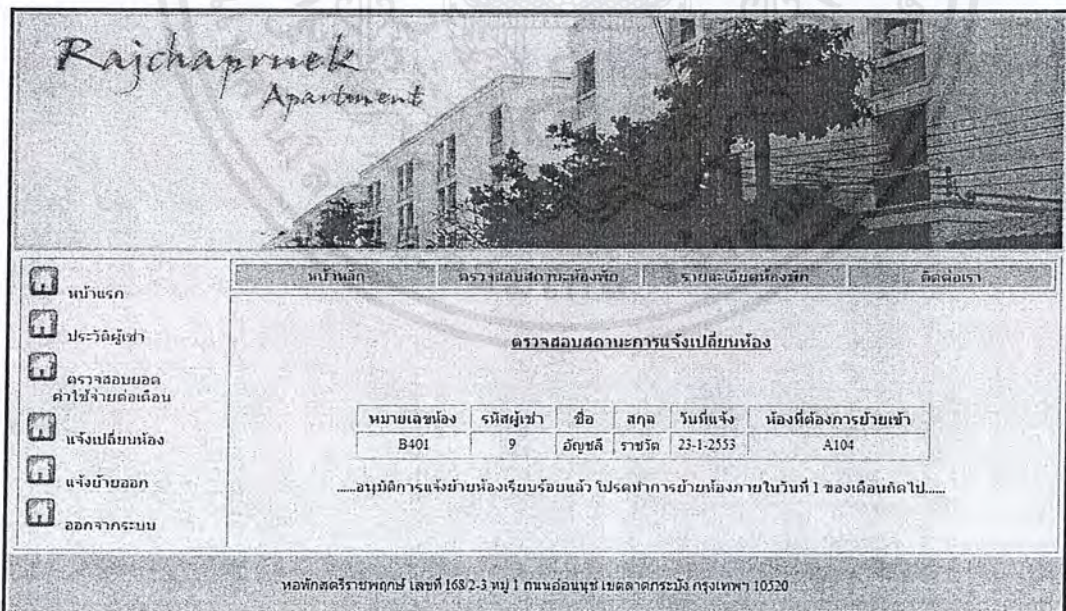 Rajchapruek
Apartment
หน้าหลัก ตรวจสอบสถานะห้องพัก รายละเอียดห้องพัก ติดต่อเรา
หน้าแรก
ประวัติผู้เช่า
ตรวจสอบยอด
ค่าใช้จ่ายต่อเดือน
แจ้งเปลี่ยนห้อง
แจ้งย้ายออก
ออกจากระบบ
ตรวจสอบสถานะการแจ้งเปลี่ยนห้อง
หมายเลขห้อง รหัสผู้เช่า ชื่อ สกุล วันที่แจ้ง ห้องที่ต้องการย้ายเข้า
B401 9 อัญชลี ราชวัต 23-1-2553 A104
......อนุมัติการแจ้งย้ายห้องเรียบร้อยแล้ว โปรดทำการย้ายห้องภายในวันที่ 1 ของเดือนถัดไป......
หอพักสตรีราชพฤกษ์ เลขที่ 168/2-3 หมู่ 1 ถนนอ่อนนุช เขตลาดกระบัง กรุงเทพฯ 10520